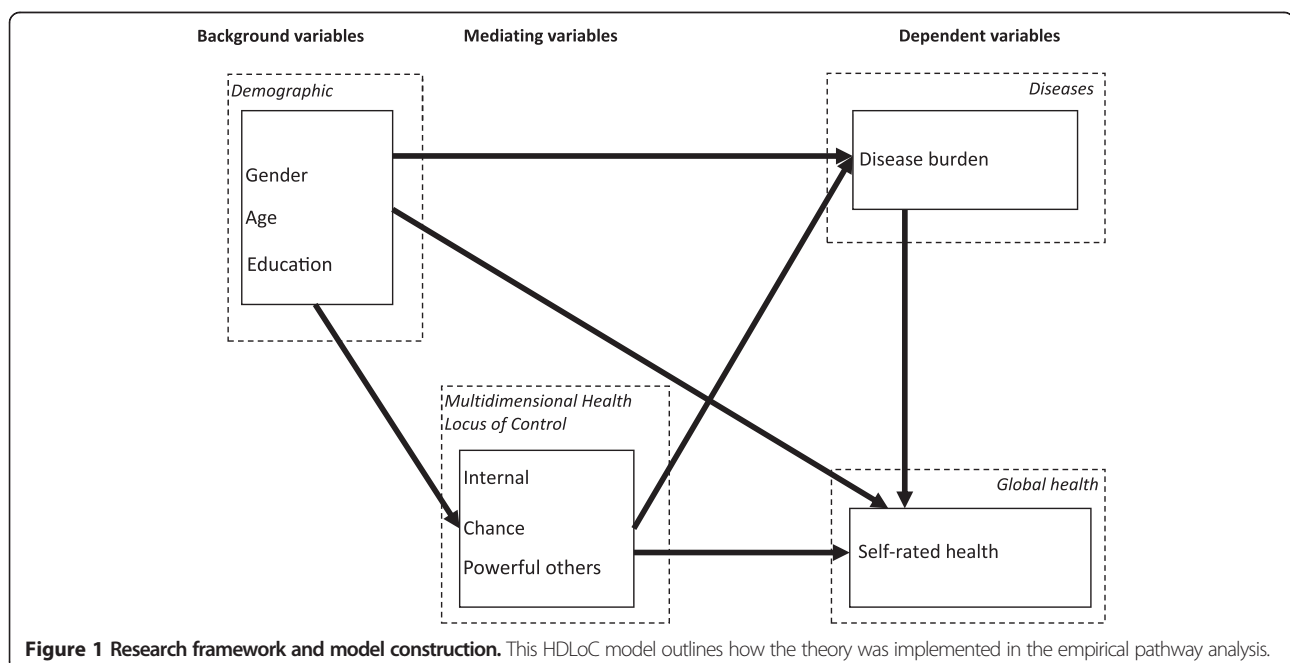 Background variables
Mediating variables
Dependent variables
Demographic
Gender
Age
Education
Diseases
Disease burden
Multidimensional Health
Locus of Control
Internal
Chance
Powerful others
Global health
Self-rated health
Figure 1 Research framework and model construction. This HDLoC model outlines how the theory was implemented in the empirical pathway analysis.